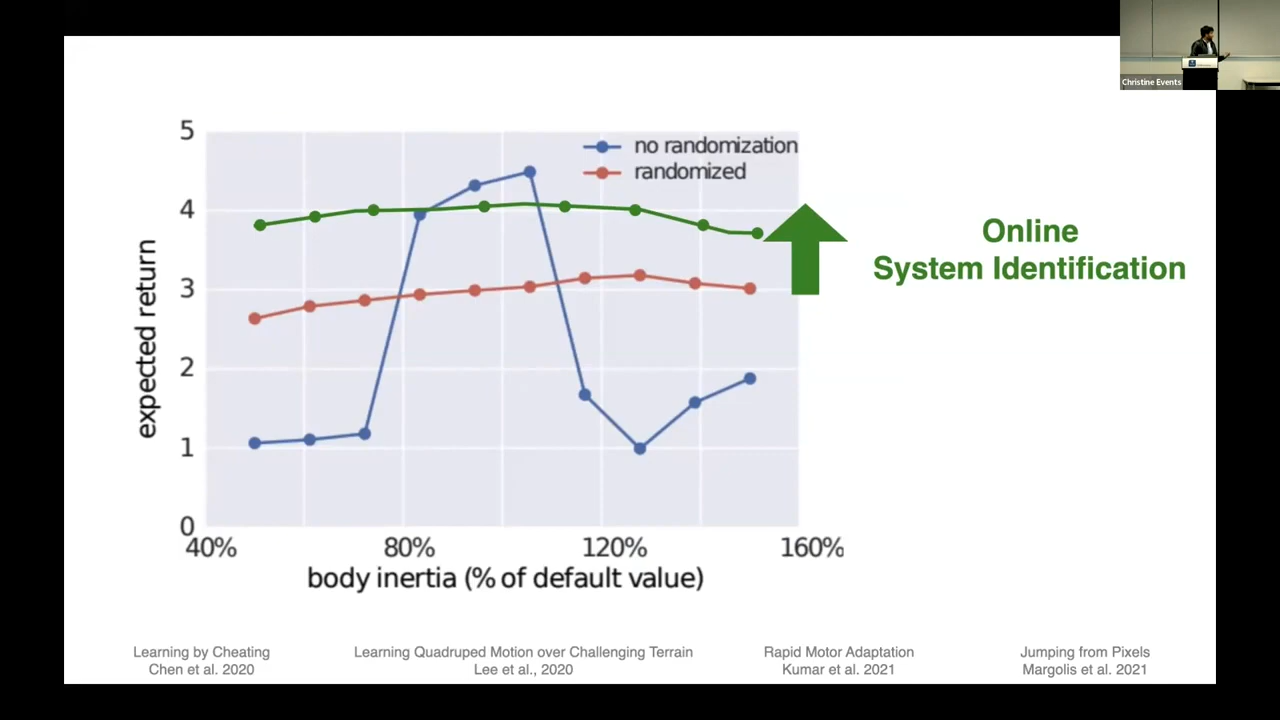 Christine Events
5
no randomization
randomized
4
3
2
1
0
expected return
40%
80%
120%
160%
body inertia (% of default value)
Online
System Identification
Learning by Cheating
Chen et al. 2020
Learning Quadruped Motion over Challenging Terrain
Lee et al., 2020
Rapid Motor Adaptation
Kumar et al. 2021
Jumping from Pixels
Margolis et al. 2021